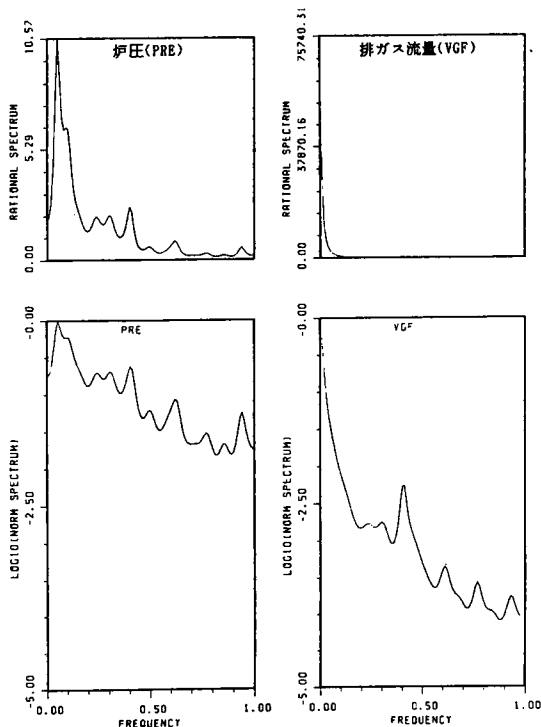 炉圧(PRE)
RATIONAL SPECTRUM
10.57
5.29
0.00
排ガス流量(VGF)
RATIONAL SPECTRUM
75740.31
37870.16
0.00
0 1
PRE
LOG10(NORM SPECTRUM)
-0.00
-2.50
-5.00
0.00 0.50 1.00
FREQUENCY
VGF
LOG10(NORM SPECTRUM)
-0.00
-2.50
-5.00
0.00 0.50 1.00
FREQUENCY